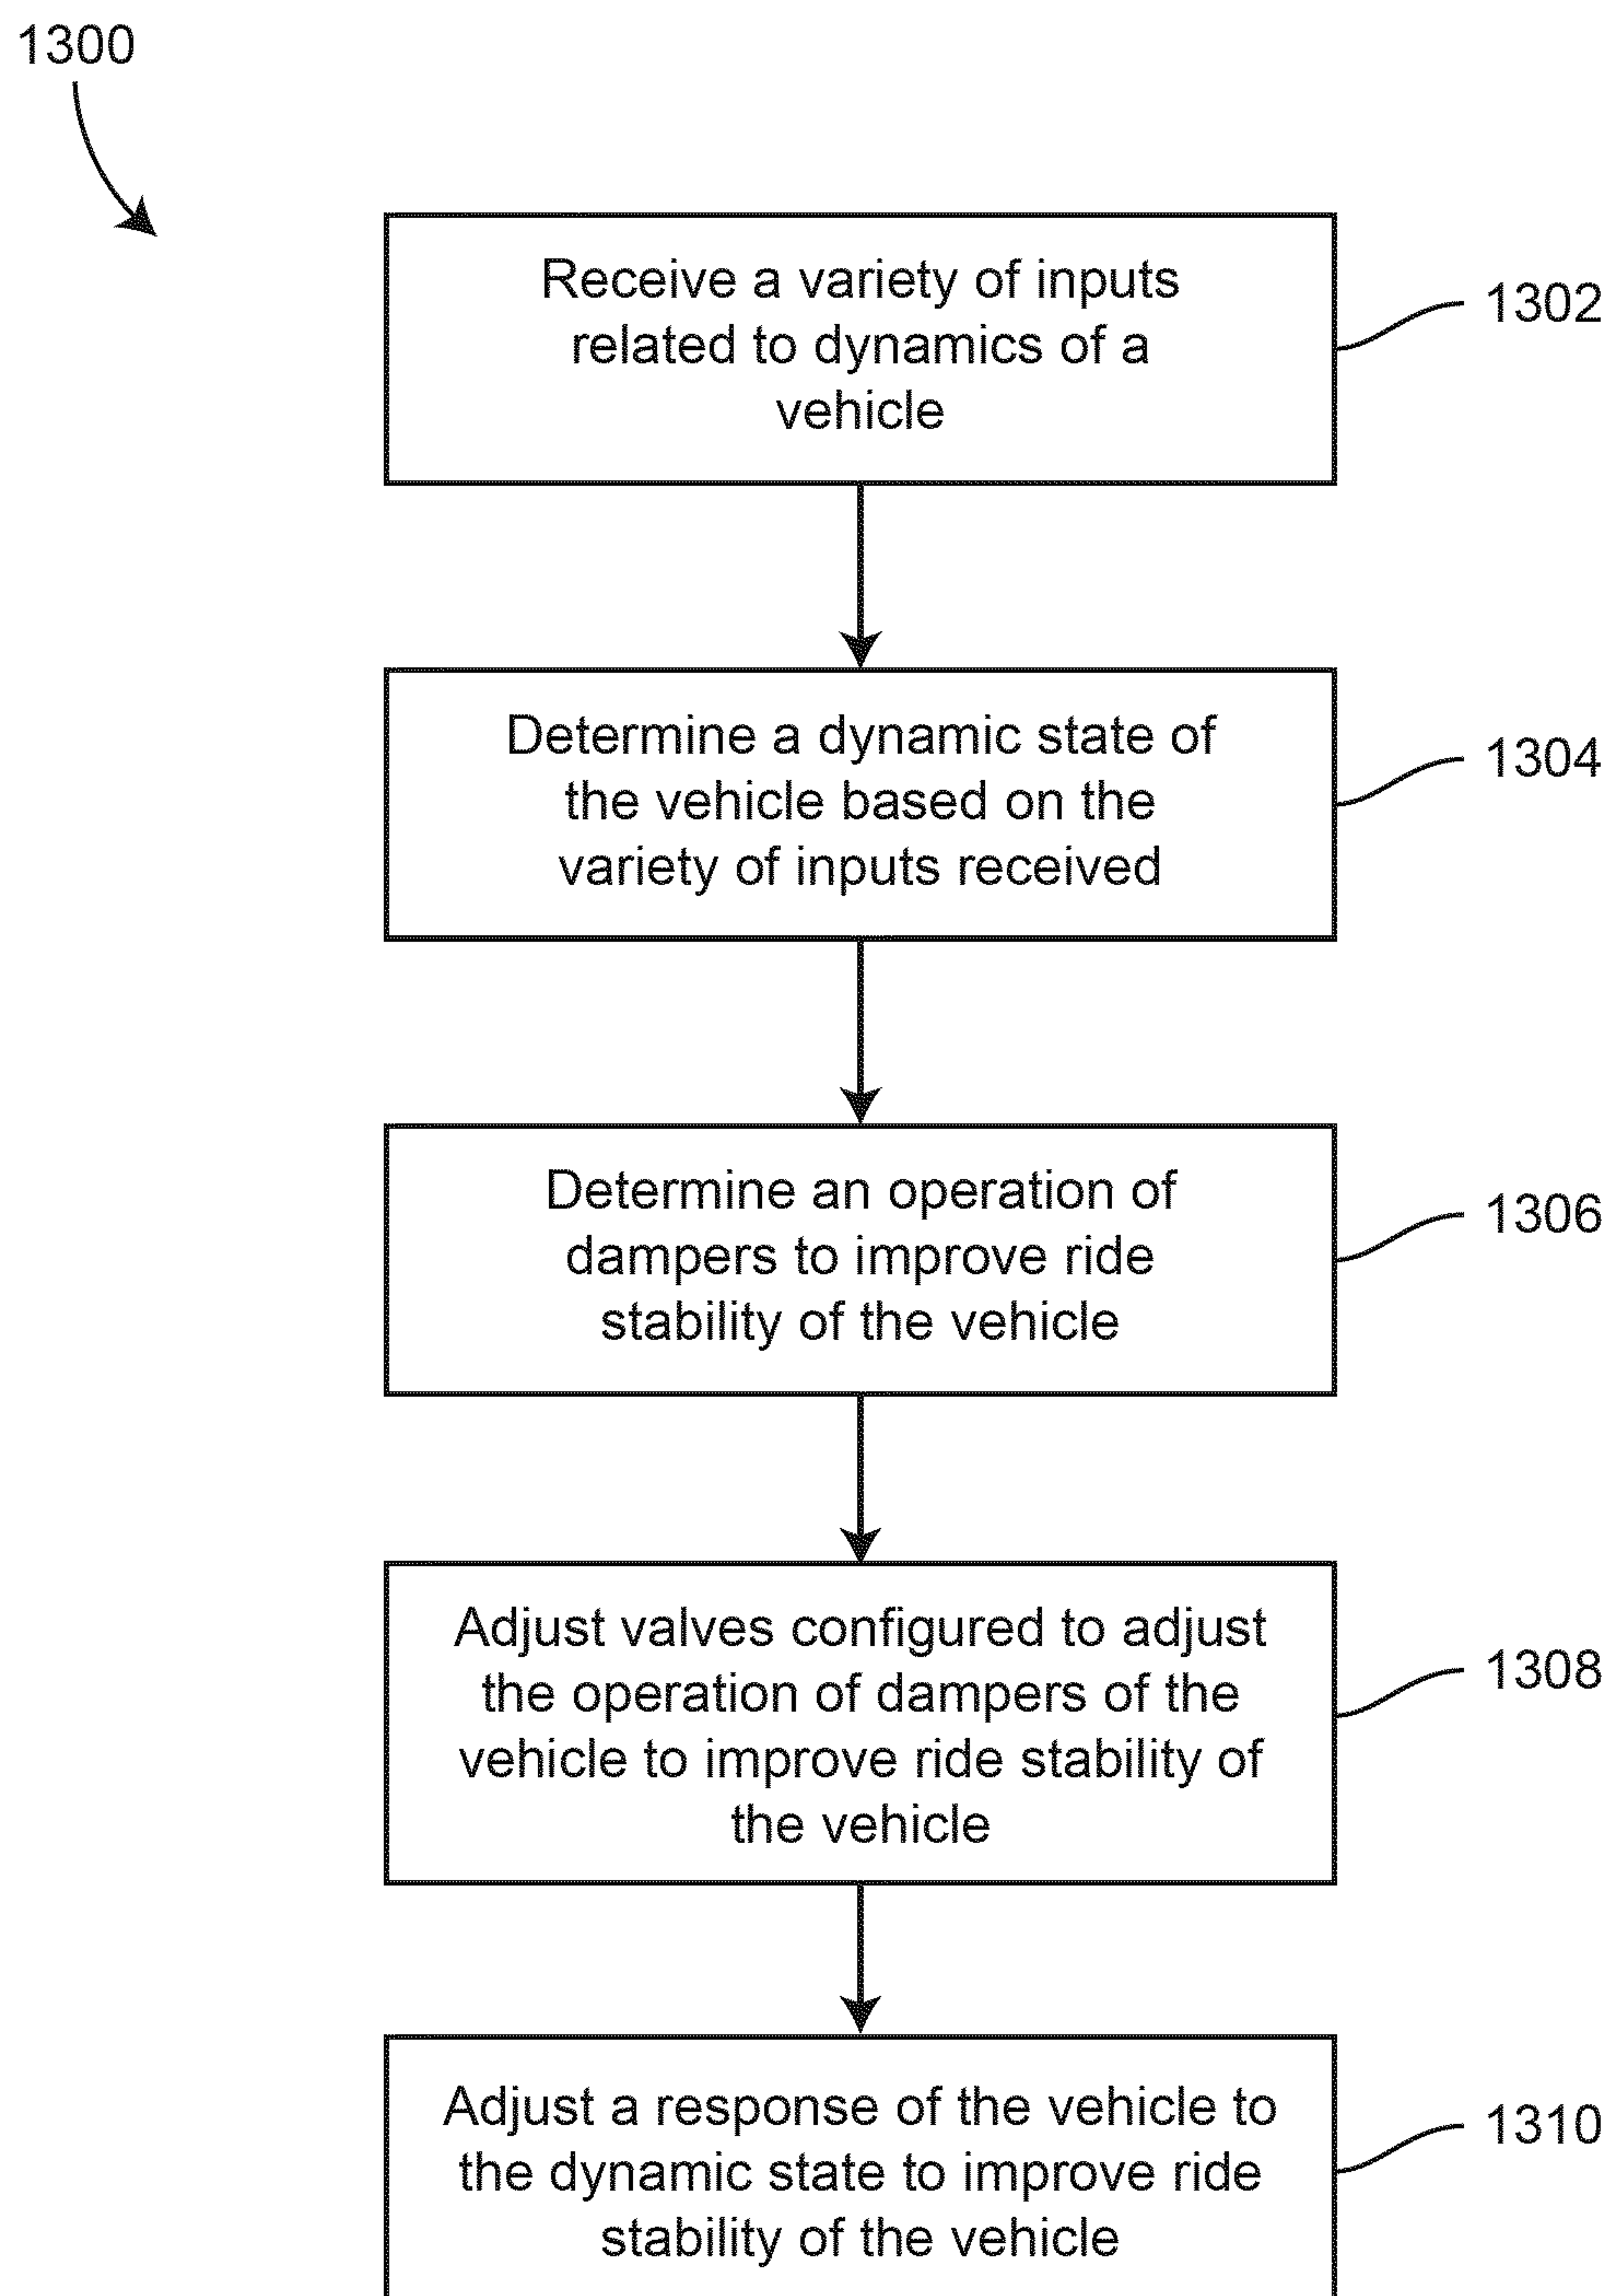 1300
Receive a variety of inputs
related to dynamics of a
vehicle
1302
Determine a dynamic state of
the vehicle based on the
variety of inputs received
1304
Determine an operation of
dampers to improve ride
stability of the vehicle
1306
Adjust valves configured to adjust
the operation of dampers of the
vehicle to improve ride stability of
the vehicle
1308
Adjust a response of the vehicle to
the dynamic state to improve ride
stability of the vehicle
1310